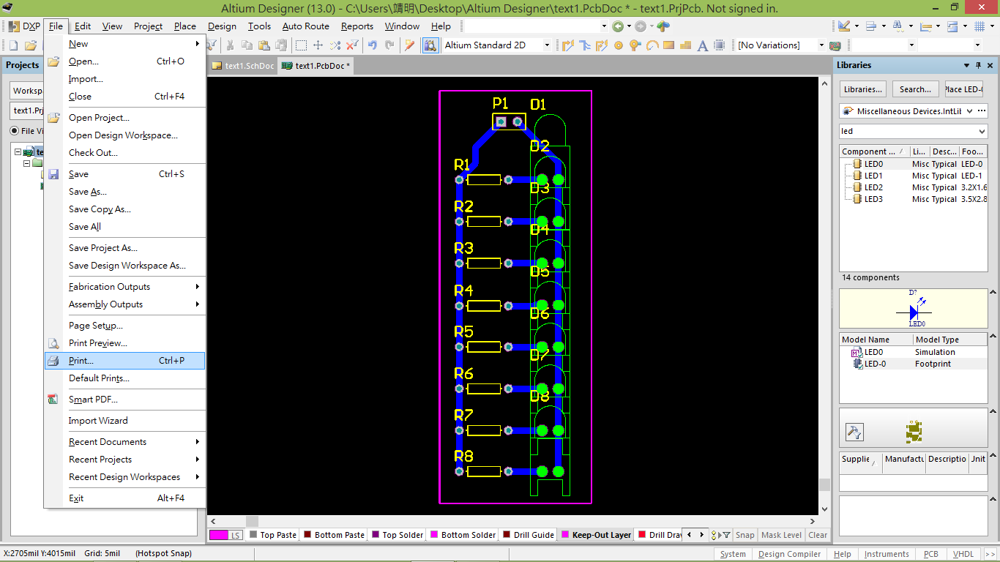 Altium Designer (13.0) - C:\Users\靖明\Desktop\Altium Designer\text1.PcbDoc * - text1.PrjPcb. Not signed in.
DXP File Edit View Project Place Design Tools Auto Route Reports Window Help
Altium Standard 2D [No Variations]
Projects
text1.SchDoc text1.PcbDoc *
Libraries
Worksp
text1.Prj
File Vi
te
New
Open... Ctrl+O
Import...
Close Ctrl+F4
Open Project...
Open Design Workspace...
Check Out...
Save Ctrl+S
Save As...
Save Copy As...
Save All
Save Project As...
Save Design Workspace As...
Fabrication Outputs
Assembly Outputs
Page Setup...
Print Preview...
Print... Ctrl+P
Default Prints...
Smart PDF...
Import Wizard
Recent Documents
Recent Projects
Recent Design Workspaces
Exit Alt+F4
P1 D1
D2
R1
D3
R2
D4
R3
D5
R4
D6
R5
D7
R6
D8
R7
R8
Libraries... Search... Place LED-0
Miscellaneous Devices.IntLib
led
Component ... Li... Desc... Foo...
LED0 Misc Typical LED-0
LED1 Misc Typical LED-1
LED2 Misc Typical 3.2X1.6
LED3 Misc Typical 3.5X2.8
14 components
D?
LED0
Model Name Model Type
LED0 Simulation
LED-0 Footprint
Supplie Manufactu Descriptio Unit
LS Top Paste Bottom Paste Top Solder Bottom Solder Drill Guide Keep-Out Layer Drill Draw Snap Mask Level Clear
X:2705mil Y:4015mil Grid: 5mil (Hotspot Snap)
System Design Compiler Help Instruments PCB VHDL >>